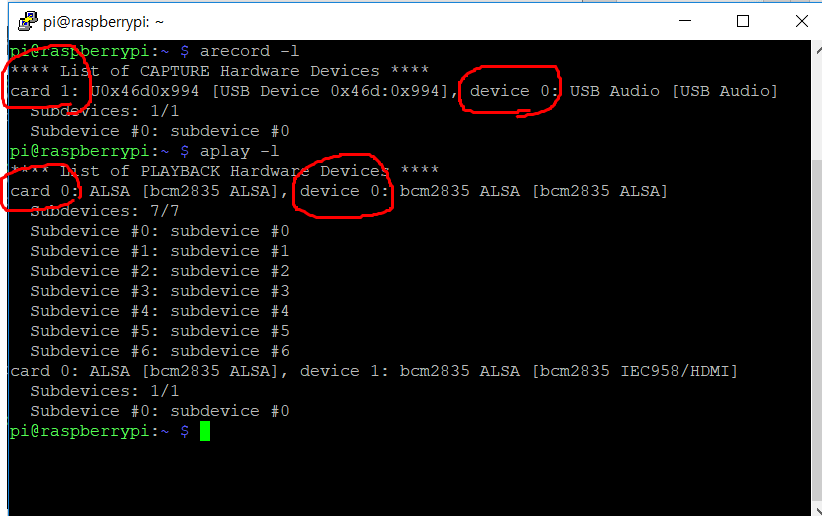 pi@raspberrypi: ~
pi@raspberrypi:~ $ arecord -l
**** List of CAPTURE Hardware Devices ****
card 1: U0x46d0x994 [USB Device 0x46d:0x994], device 0: USB Audio [USB Audio]
  Subdevices: 1/1
  Subdevice #0: subdevice #0
pi@raspberrypi:~ $ aplay -l
**** List of PLAYBACK Hardware Devices ****
card 0: ALSA [bcm2835 ALSA], device 0: bcm2835 ALSA [bcm2835 ALSA]
  Subdevices: 7/7
  Subdevice #0: subdevice #0
  Subdevice #1: subdevice #1
  Subdevice #2: subdevice #2
  Subdevice #3: subdevice #3
  Subdevice #4: subdevice #4
  Subdevice #5: subdevice #5
  Subdevice #6: subdevice #6
card 0: ALSA [bcm2835 ALSA], device 1: bcm2835 ALSA [bcm2835 IEC958/HDMI]
  Subdevices: 1/1
  Subdevice #0: subdevice #0
pi@raspberrypi:~ $